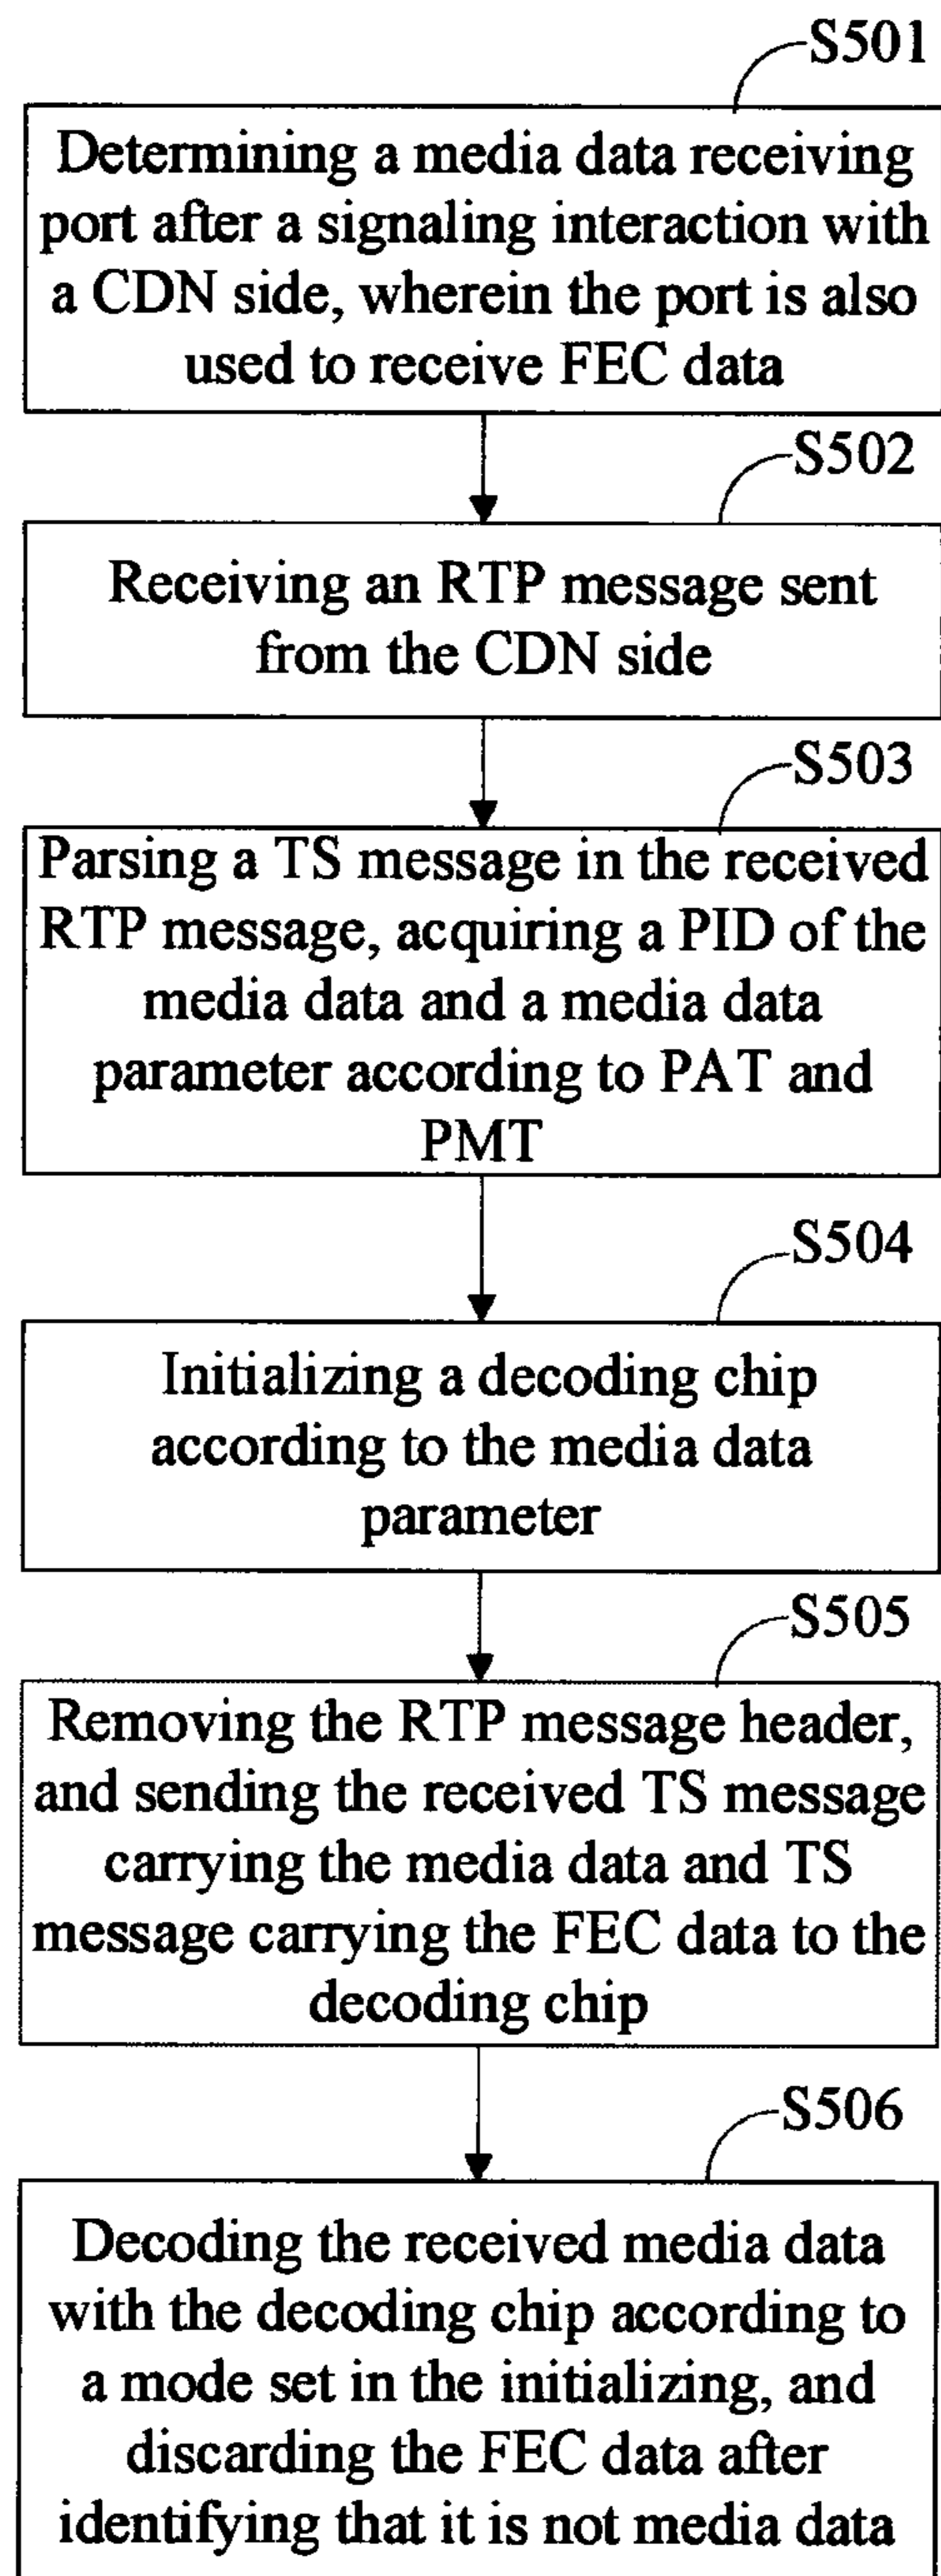 S501
Determining a media data receiving
port after a signaling interaction with
a CDN side, wherein the port is also
used to receive FEC data
S502
Receiving an RTP message sent
from the CDN side
S503
Parsing a TS message in the received
RTP message, acquiring a PID of the
media data and a media data
parameter according to PAT and
PMT
S504
Initializing a decoding chip
according to the media data
parameter
S505
Removing the RTP message header,
and sending the received TS message
carrying the media data and TS
message carrying the FEC data to the
decoding chip
S506
Decoding the received media data
with the decoding chip according to
a mode set in the initializing, and
discarding the FEC data after
identifying that it is not media data